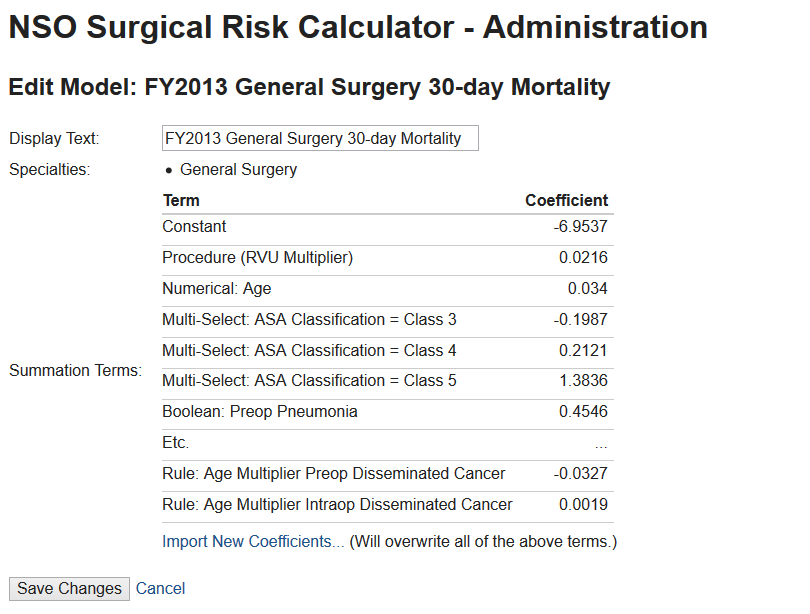 NSO Surgical Risk Calculator - Administration
Edit Model: FY2013 General Surgery 30-day Mortality
Display Text: FY2013 General Surgery 30-day Mortality
Specialties: • General Surgery
Term Coefficient
Constant -6.9537
Procedure (RVU Multiplier) 0.0216
Numerical: Age 0.034
Multi-Select: ASA Classification = Class 3 -0.1987
Multi-Select: ASA Classification = Class 4 0.2121
Summation Terms:
Multi-Select: ASA Classification = Class 5 1.3836
Boolean: Preop Pneumonia 0.4546
Etc. ...
Rule: Age Multiplier Preop Disseminated Cancer -0.0327
Rule: Age Multiplier Intraop Disseminated Cancer 0.0019
Import New Coefficients... (Will overwrite all of the above terms.)
Save Changes Cancel